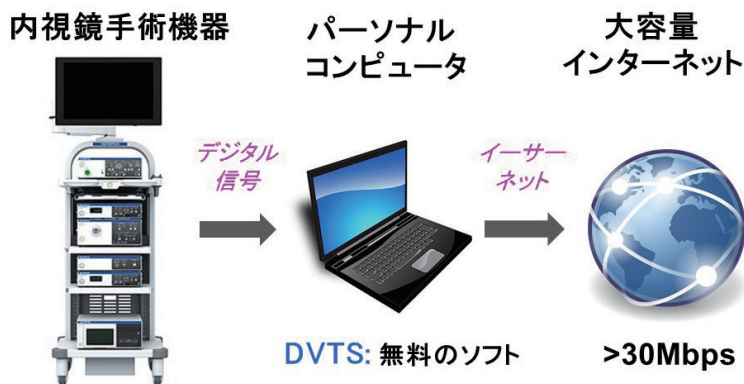 内視鏡手術機器
パーソナル
コンピュータ
大容量
インターネット
デジタル
信号
イーサー
ネット
DVTS: 無料のソフト
>30Mbps